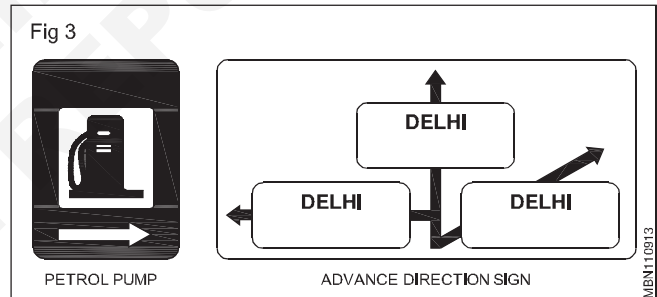 Fig 3
DELHI
DELHI
DELHI
PETROL PUMP
ADVANCE DIRECTION SIGN
MBN110913